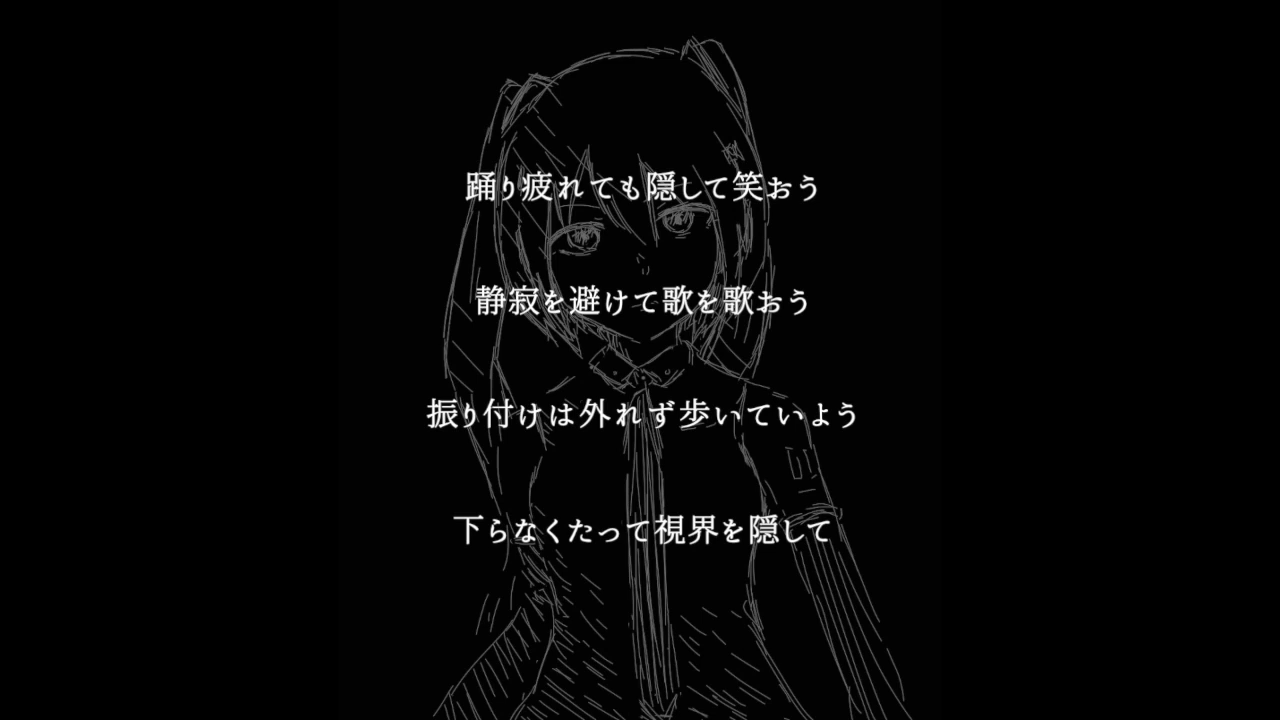 踊り疲れても隠して笑おう
静寂を避けて歌を歌おう
振り付けは外れず歩いていよう
下らなくたって視界を隠して